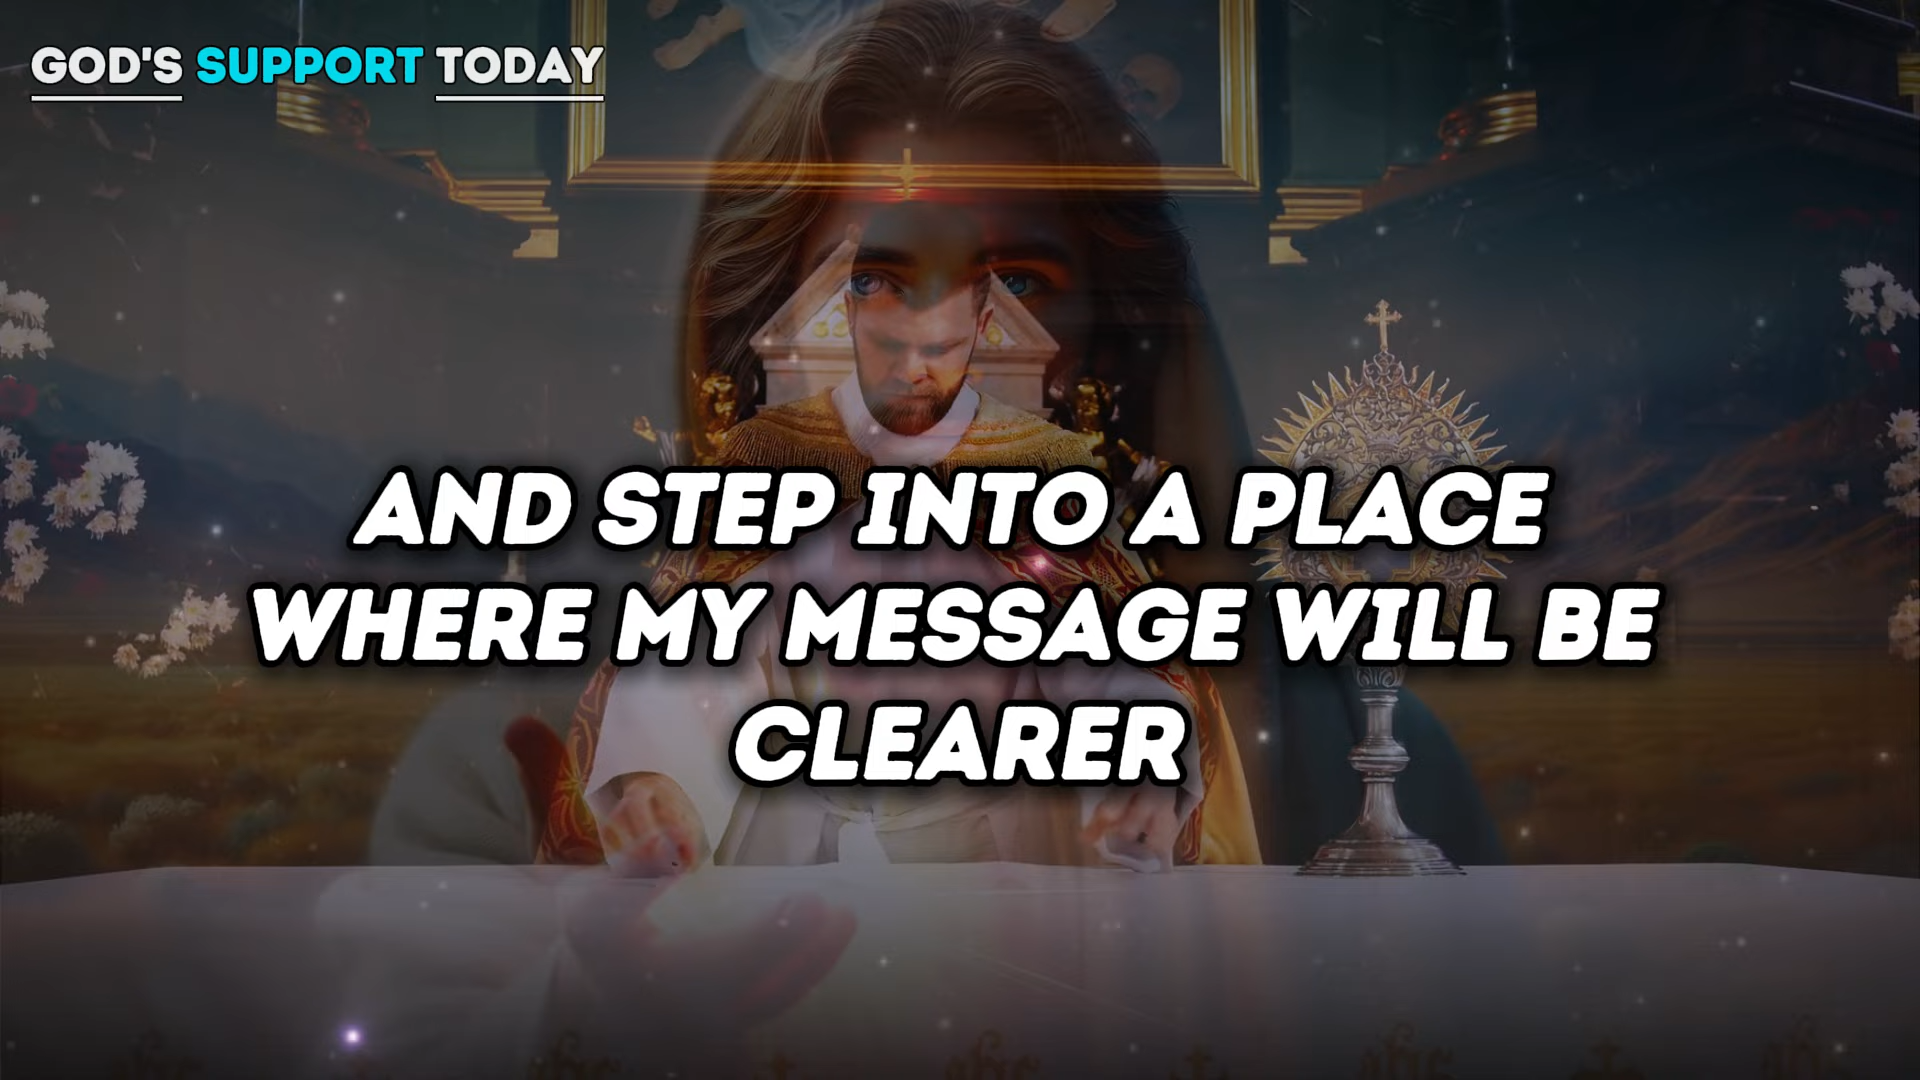 GOD'S SUPPORT TODAY
AND STEP INTO A PLACE
WHERE MY MESSAGE WILL BE
CLEARER